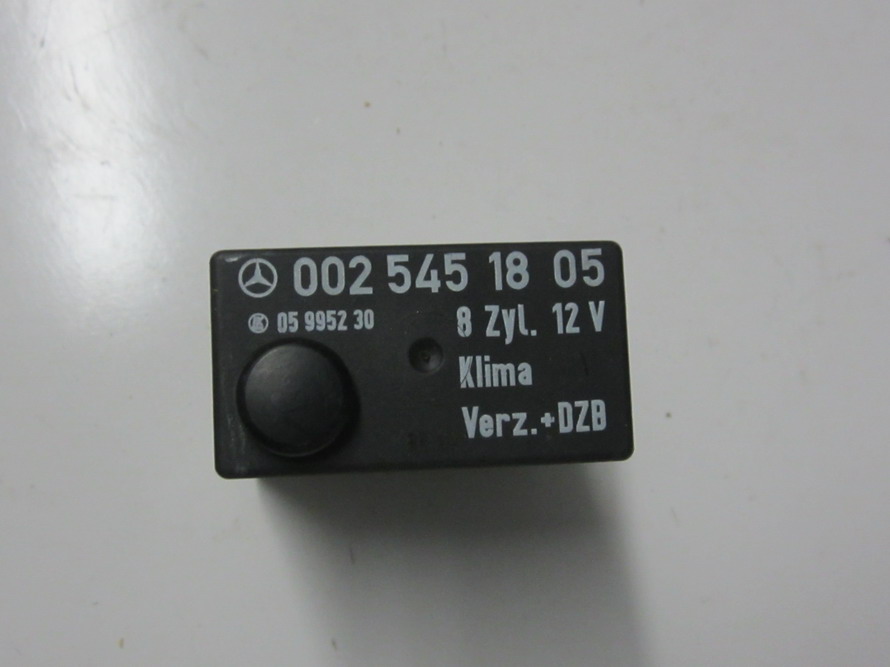 002 545 18 05
05 9952 30
8 Zyl. 12 V
Klima
Verz.+DZB